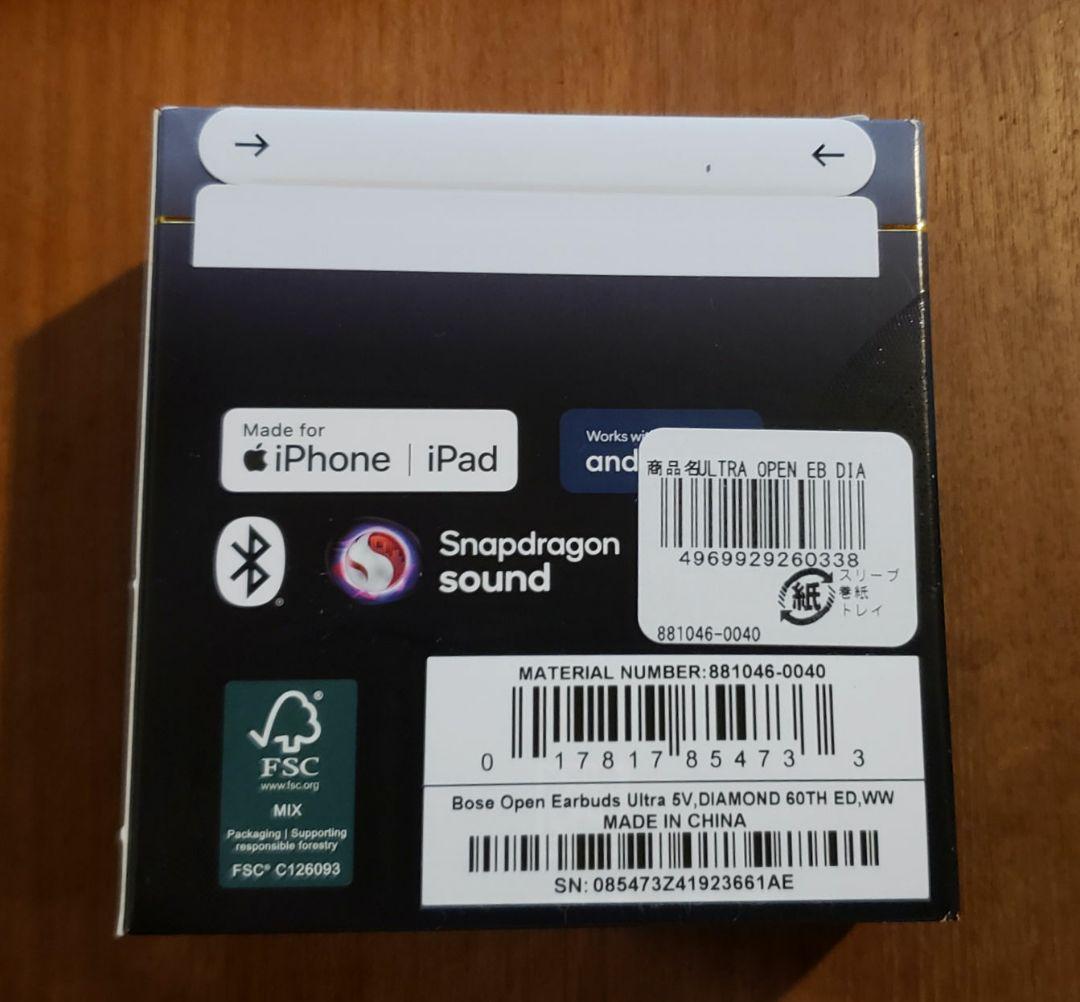 → ←
Made for
iPhone | iPad
Works wi
and
Snapdragon
sound
®
商品名ULTRA OPEN EB DIA
4969929260338
紙
スリーブ
巻紙
トレイ
881046-0040
MATERIAL NUMBER:881046-0040
0 17817 85473 3
Bose Open Earbuds Ultra 5V,DIAMOND 60TH ED,WW
MADE IN CHINA
SN: 085473Z41923661AE
®
FSC
www.fsc.org
MIX
Packaging | Supporting
responsible forestry
FSC® C126093